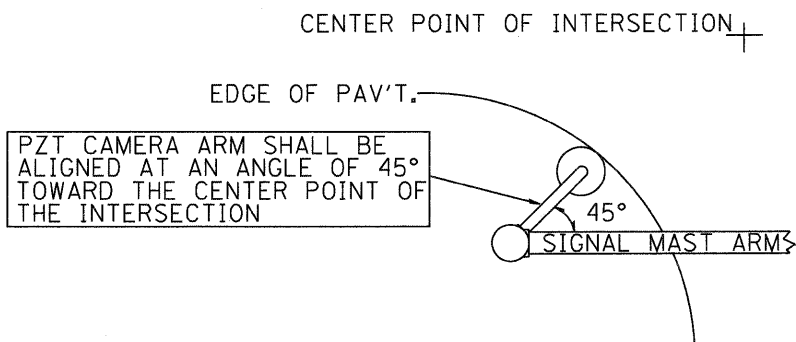 CENTER POINT OF INTERSECTION
EDGE OF PAV'T.
PZT CAMERA ARM SHALL BE
ALIGNED AT AN ANGLE OF 45°
TOWARD THE CENTER POINT OF
THE INTERSECTION
45°
SIGNAL MAST ARM